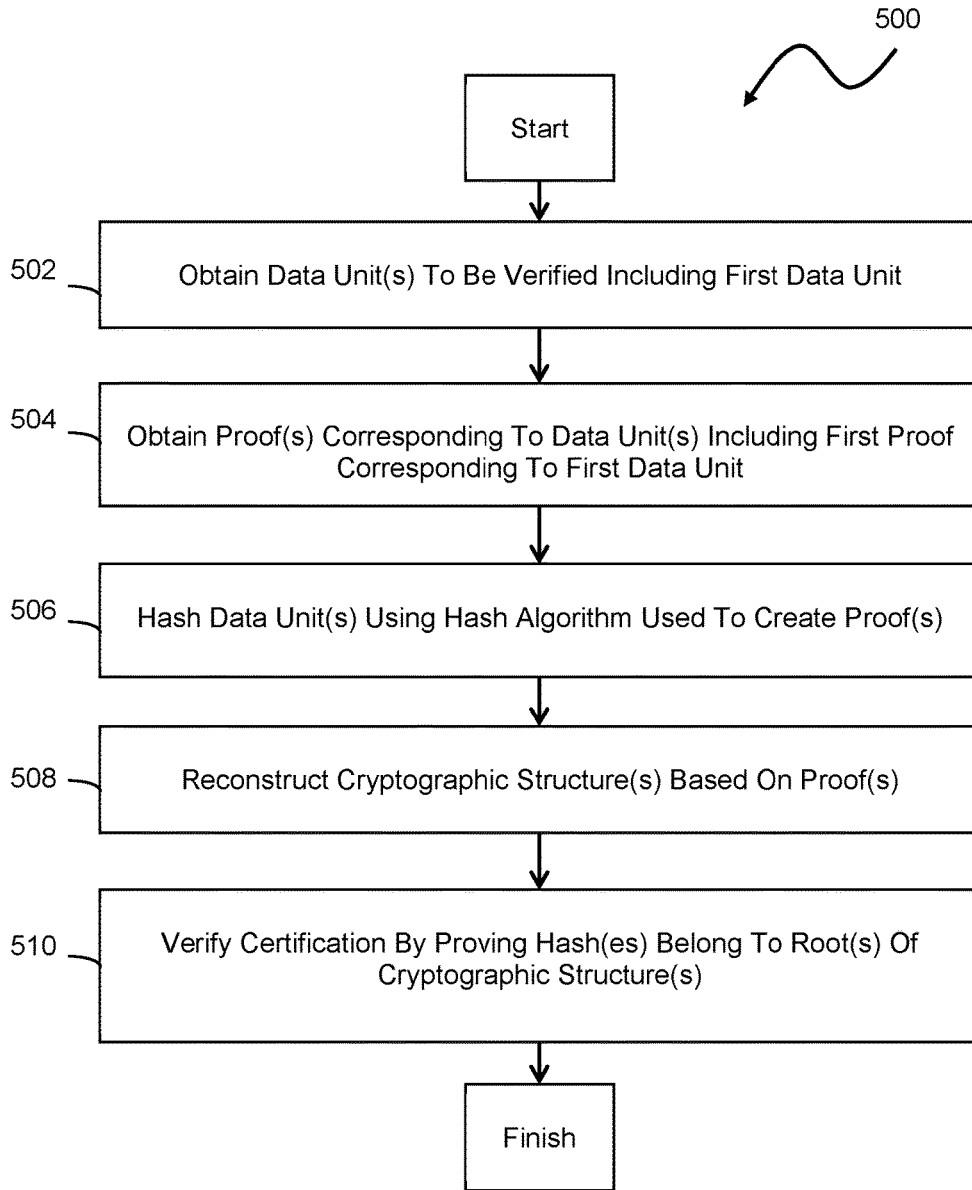 500
Start
502
Obtain Data Unit(s) To Be Verified Including First Data Unit
504
Obtain Proof(s) Corresponding To Data Unit(s) Including First Proof
Corresponding To First Data Unit
506
Hash Data Unit(s) Using Hash Algorithm Used To Create Proof(s)
508
Reconstruct Cryptographic Structure(s) Based On Proof(s)
510
Verify Certification By Proving Hash(es) Belong To Root(s) Of
Cryptographic Structure(s)
Finish